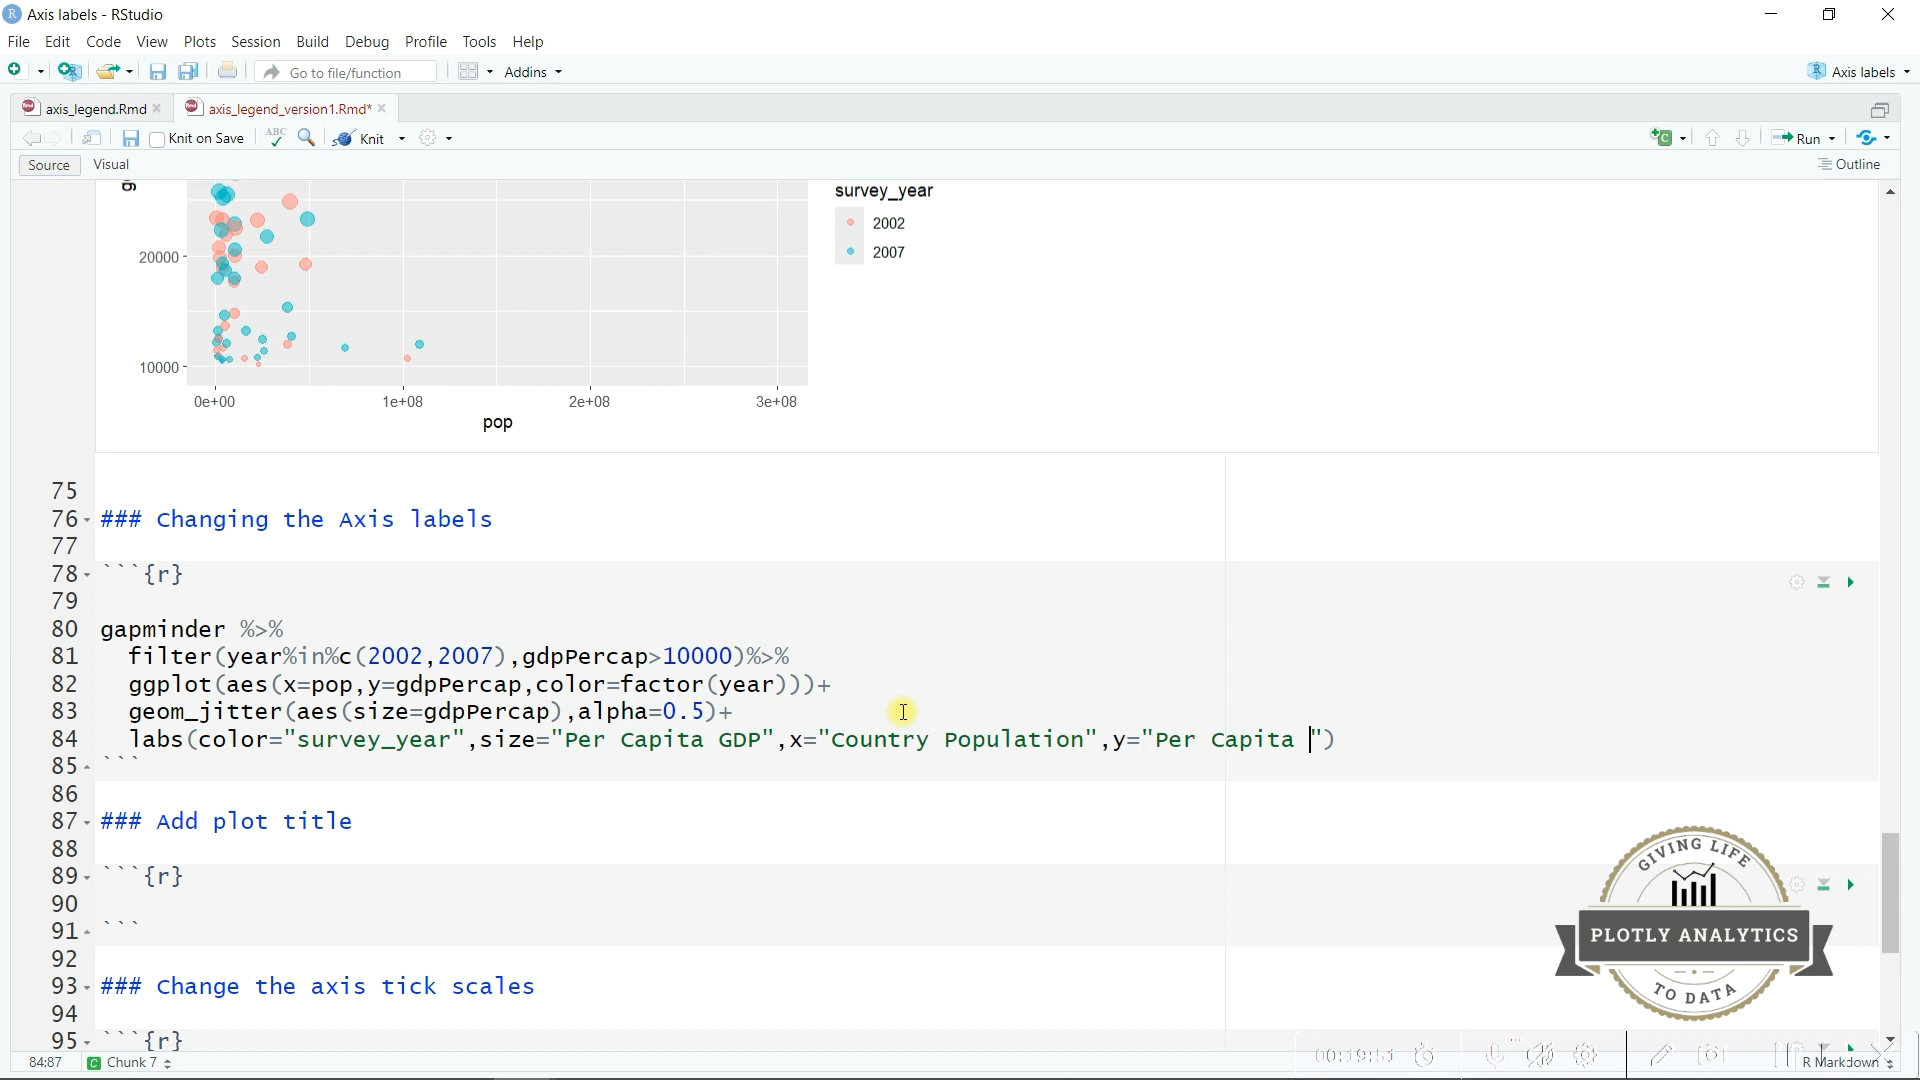 Axis labels - RStudio
File Edit Code View Plots Session Build Debug Profile Tools Help
Go to file/function Addins Axis labels
axis_legend.Rmd axis_legend_version1.Rmd*
Knit on Save ABC Knit Run
Source Visual Outline
survey_year
2002
2007
20000
10000
0e+00 1e+08 2e+08 3e+08
pop
75
76 ### Changing the Axis labels
77
78 ```{r}
79
80 gapminder %>%
81 filter(year%in%c(2002,2007),gdpPercap>10000)%>%
82 ggplot(aes(x=pop,y=gdpPercap,color=factor(year)))+
83 geom_jitter(aes(size=gdpPercap),alpha=0.5)+
84 labs(color="survey_year",size="Per Capita GDP",x="Country Population",y="Per Capita ")
85 ```
86
87 ### Add plot title
88
89 ```{r}
90
91 ```
92
93 ### Change the axis tick scales
94
95 ```{r}
GIVING LIFE
PLOTLY ANALYTICS
TO DATA
84:87 Chunk 7 00:19:51 R Markdown